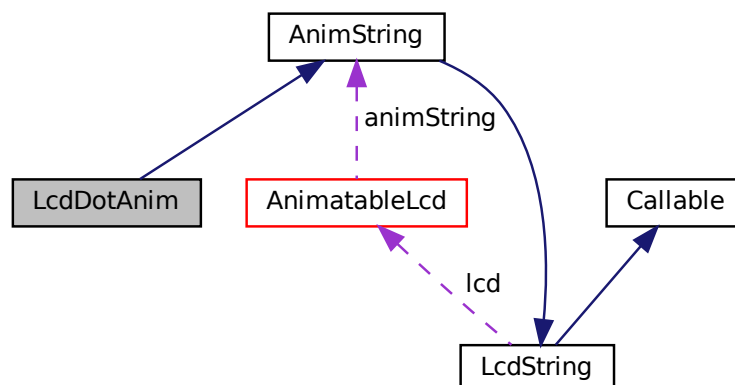 AnimString
animString
LcdDotAnim
AnimatableLcd
Callable
lcd
LcdString